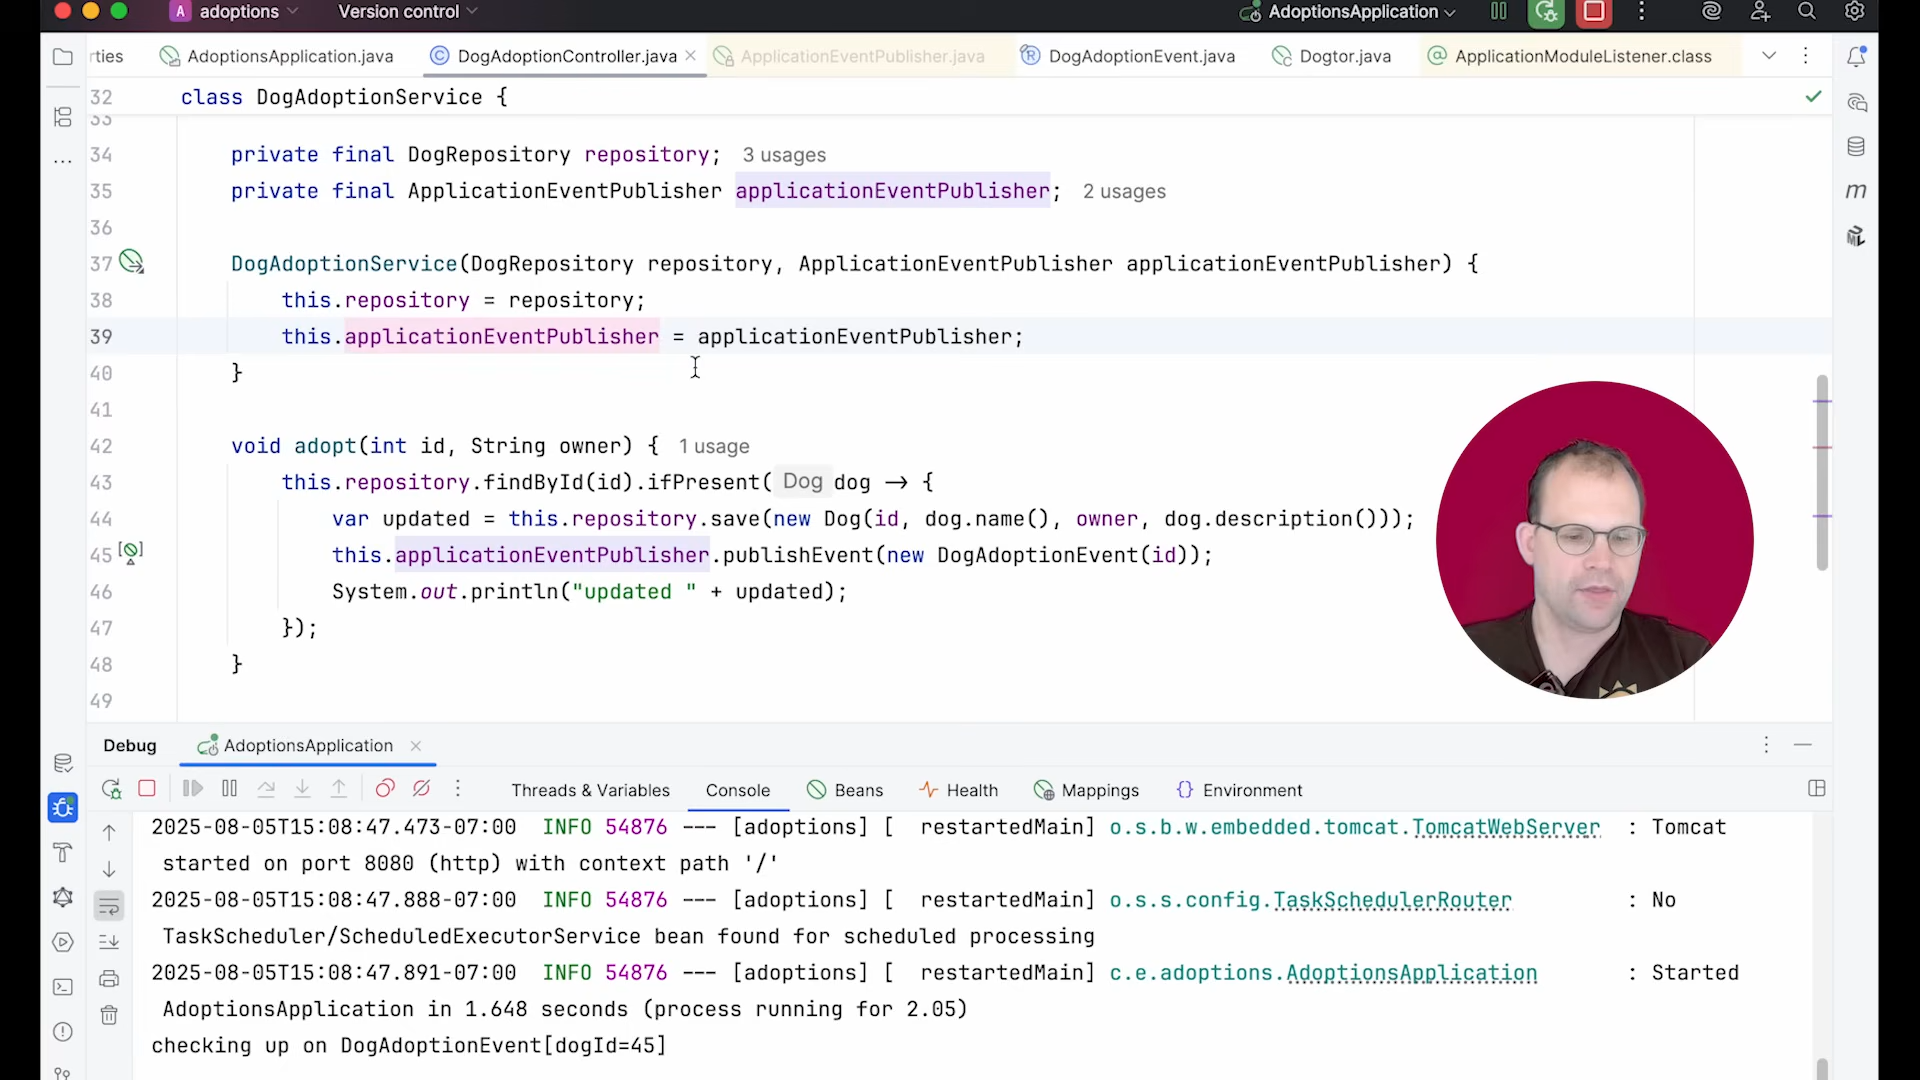 A adoptions Version control AdoptionsApplication
rties AdoptionsApplication.java DogAdoptionController.java ApplicationEventPublisher.java DogAdoptionEvent.java Dogtor.java ApplicationModuleListener.class
32 class DogAdoptionService {
33
34 private final DogRepository repository; 3 usages
35 private final ApplicationEventPublisher applicationEventPublisher; 2 usages
36
37 DogAdoptionService(DogRepository repository, ApplicationEventPublisher applicationEventPublisher) {
38 this.repository = repository;
39 this.applicationEventPublisher = applicationEventPublisher;
40 }
41
42 void adopt(int id, String owner) { 1 usage
43 this.repository.findById(id).ifPresent( Dog dog -> {
44 var updated = this.repository.save(new Dog(id, dog.name(), owner, dog.description()));
45 this.applicationEventPublisher.publishEvent(new DogAdoptionEvent(id));
46 System.out.println("updated " + updated);
47 });
48 }
49
Debug AdoptionsApplication
Threads & Variables Console Beans Health Mappings Environment
2025-08-05T15:08:47.473-07:00 INFO 54876 --- [adoptions] [ restartedMain] o.s.b.w.embedded.tomcat.TomcatWebServer : Tomcat
started on port 8080 (http) with context path '/'
2025-08-05T15:08:47.888-07:00 INFO 54876 --- [adoptions] [ restartedMain] o.s.s.config.TaskSchedulerRouter : No
TaskScheduler/ScheduledExecutorService bean found for scheduled processing
2025-08-05T15:08:47.891-07:00 INFO 54876 --- [adoptions] [ restartedMain] c.e.adoptions.AdoptionsApplication : Started
AdoptionsApplication in 1.648 seconds (process running for 2.05)
checking up on DogAdoptionEvent[dogId=45]